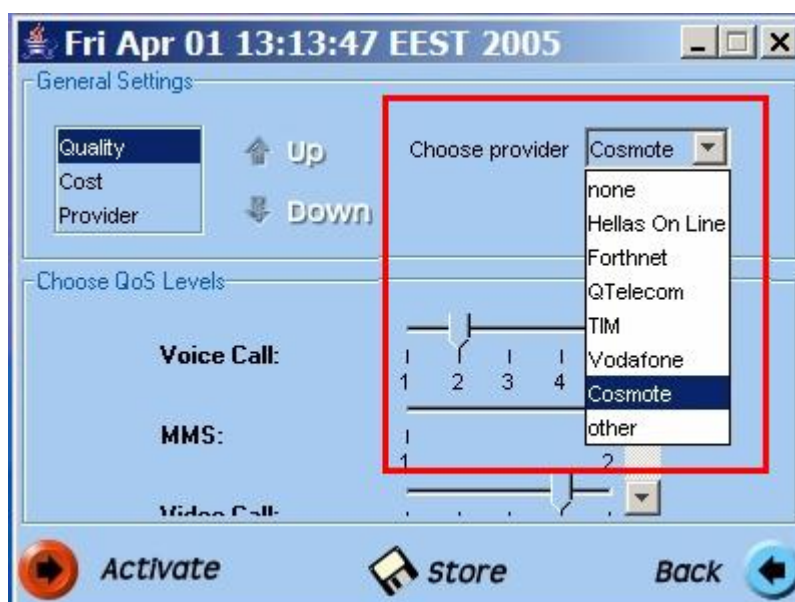 Fri Apr 01 13:13:47 EEST 2005
General Settings
Quality
Cost
Provider
Up
Down
Choose provider
Cosmote
none
Hellas On Line
Forthnet
QTelecom
TIM
Vodafone
Cosmote
other
Choose QoS Levels
Voice Call:
1 2 3 4
MMS:
1 2
Video Call:
Activate
Store
Back